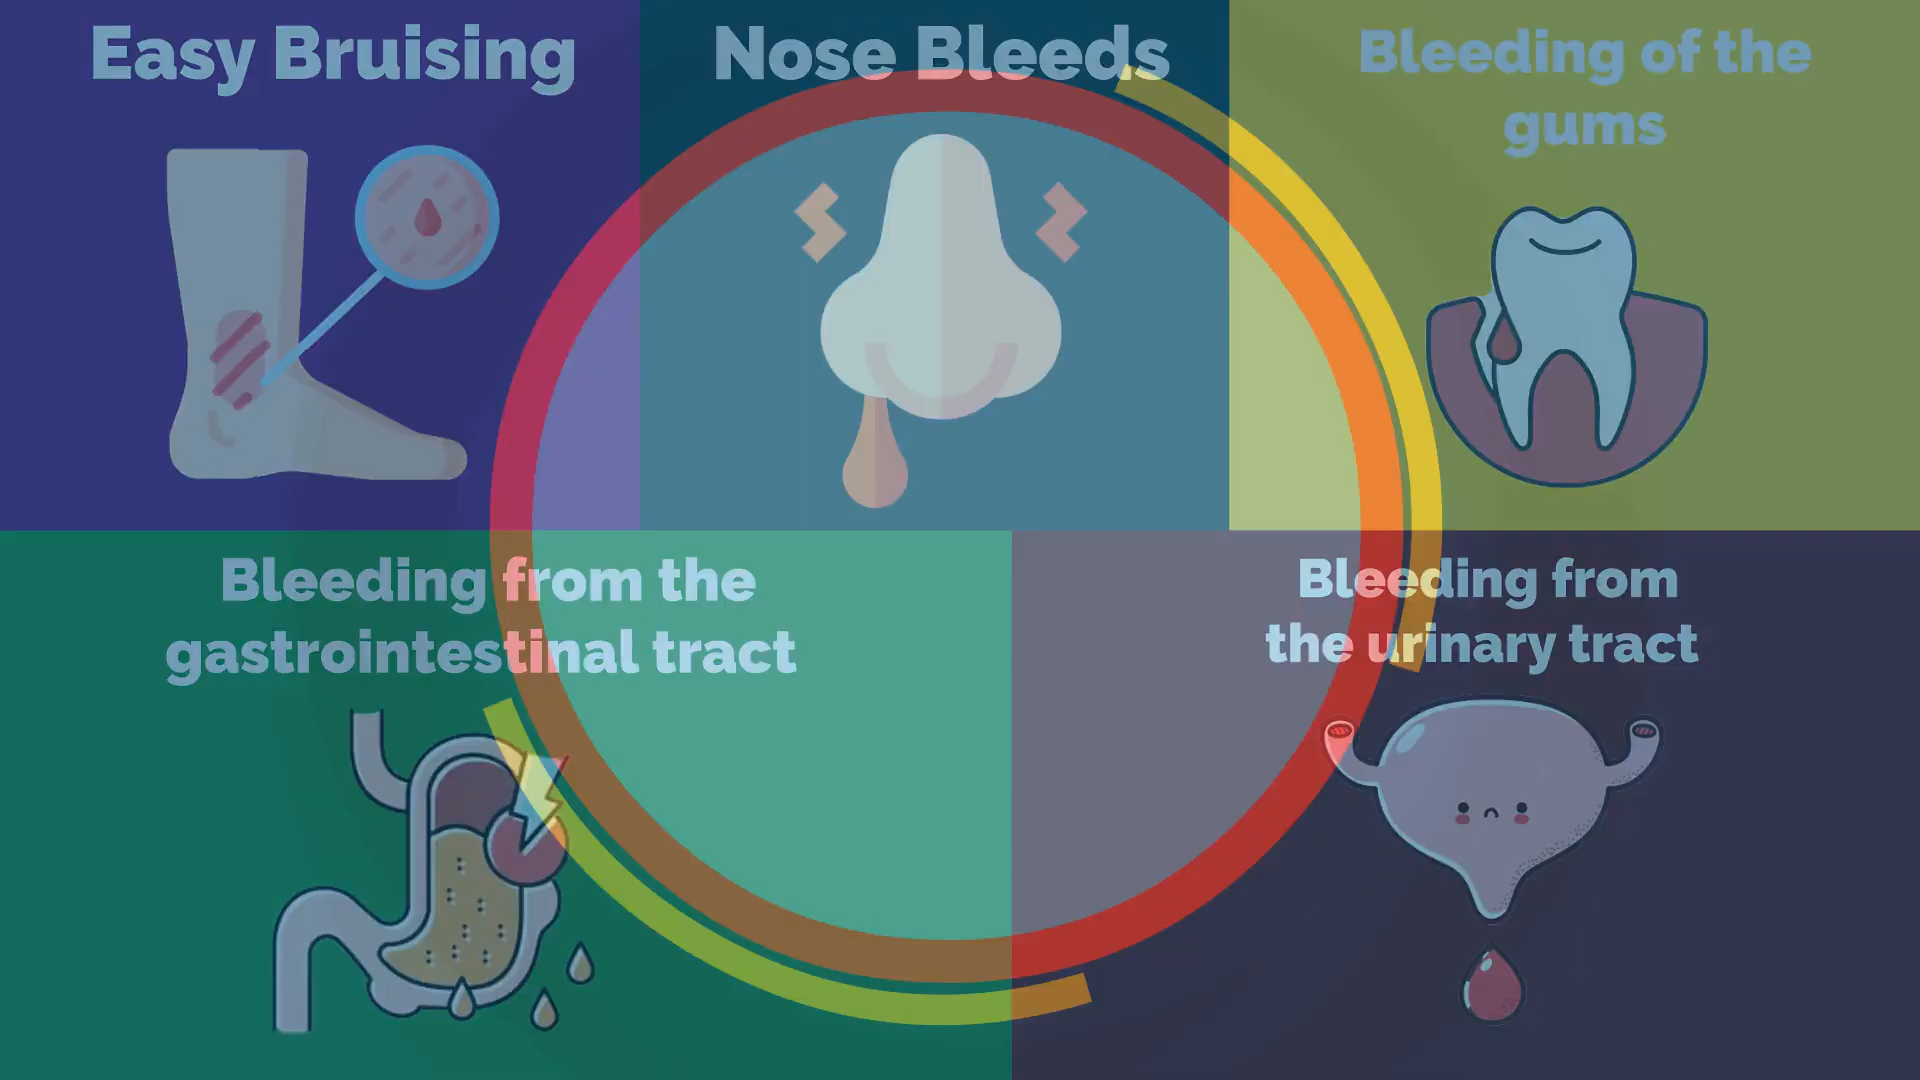 Easy Bruising
Nose Bleeds
Bleeding of the
gums
Bleeding from the
gastrointestinal tract
Bleeding from
the urinary tract